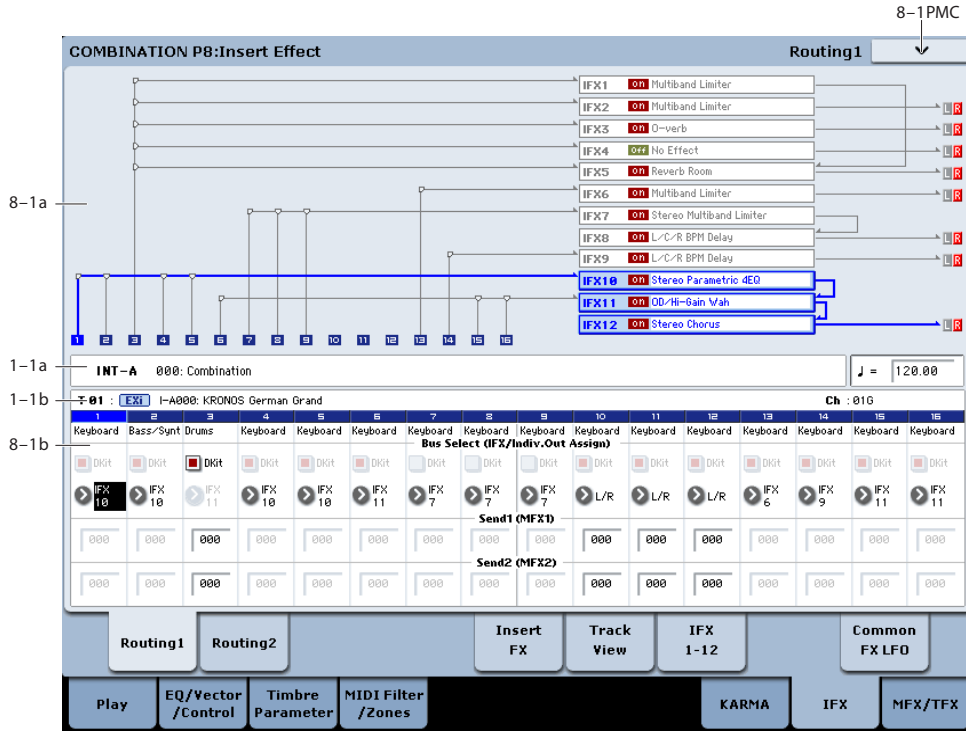 8–1PMC
COMBINATION P8:Insert Effect
Routing1
IFX1 on Multiband Limiter
IFX2 on Multiband Limiter L R
IFX3 on O-verb L R
IFX4 Off No Effect L R
8–1a
IFX5 on Reverb Room L R
IFX6 on Multiband Limiter L R
IFX7 on Stereo Multiband Limiter
IFX8 on L/C/R BPM Delay L R
IFX9 on L/C/R BPM Delay L R
IFX10 on Stereo Parametric 4EQ
IFX11 on OD/Hi-Gain Wah
IFX12 on Stereo Chorus L R
1 2 3 4 5 6 7 8 9 10 11 12 13 14 15 16
1–1a
INT-A 000: Combination
♩ = 120.00
1–1b
T 01 : EXi I-A000: KRONOS German Grand Ch :01G
1 2 3 4 5 6 7 8 9 10 11 12 13 14 15 16
Keyboard Bass/Synt Drums Keyboard Keyboard Keyboard Keyboard Keyboard Keyboard Keyboard Keyboard Keyboard Keyboard Keyboard Keyboard Keyboard
8–1b
Bus Select (IFX/Indiv.Out Assign)
DKit DKit DKit DKit DKit DKit DKit DKit DKit DKit DKit DKit DKit DKit DKit DKit
IFX 10 IFX 10 IFX 11 IFX 10 IFX 10 IFX 11 IFX 7 IFX 7 IFX 7 L/R L/R L/R IFX 6 IFX 9 IFX 11 IFX 11
Send1 (MFX1)
000 000 000 000 000 000 000 000 000 000 000 000 000 000 000 000
Send2 (MFX2)
000 000 000 000 000 000 000 000 000 000 000 000 000 000 000 000
Routing1
Routing2
Insert FX
Track View
IFX 1-12
Common FX LFO
Play
EQ/Vector /Control
Timbre Parameter
MIDI Filter /Zones
KARMA
IFX
MFX/TFX